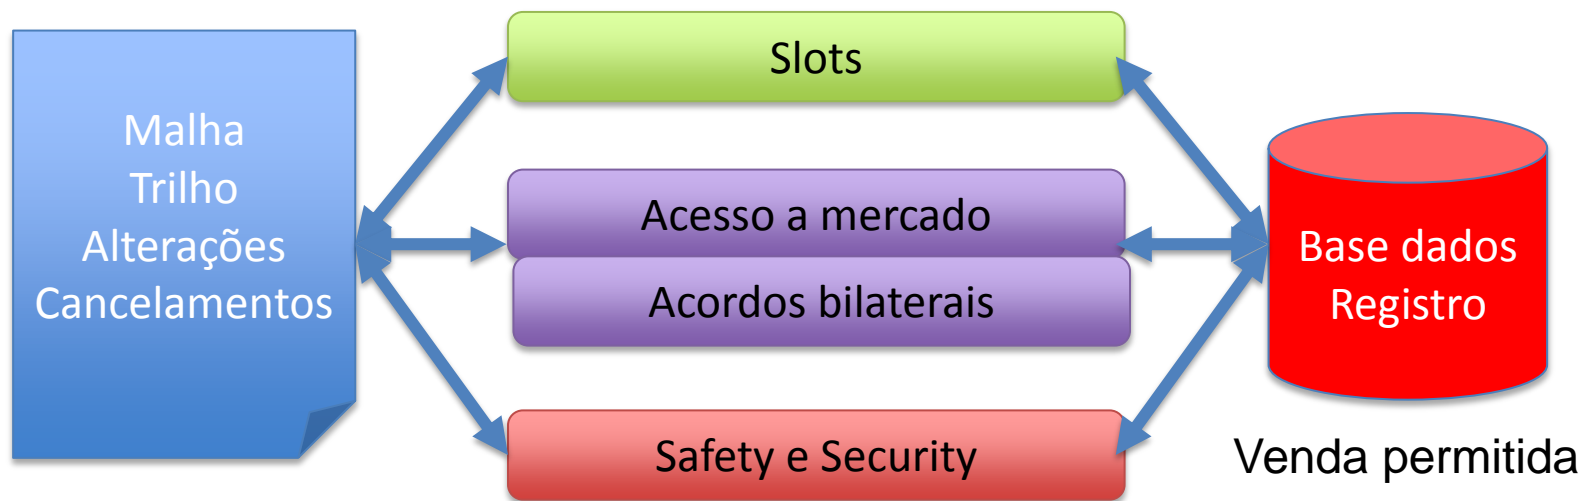 Malha
Trilho
Alterações
Cancelamentos
Slots
Acesso a mercado
Acordos bilaterais
Safety e Security
Base dados
Registro
Venda permitida